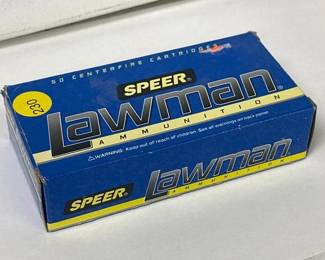 50 CENTERFIRE CARTRIDGES
230
SPEER
Lawman
AMMUNITION
⚠WARNING: Keep out of reach of children. See all warnings on back panel.
SPEER
Lawman
AMMUNITION